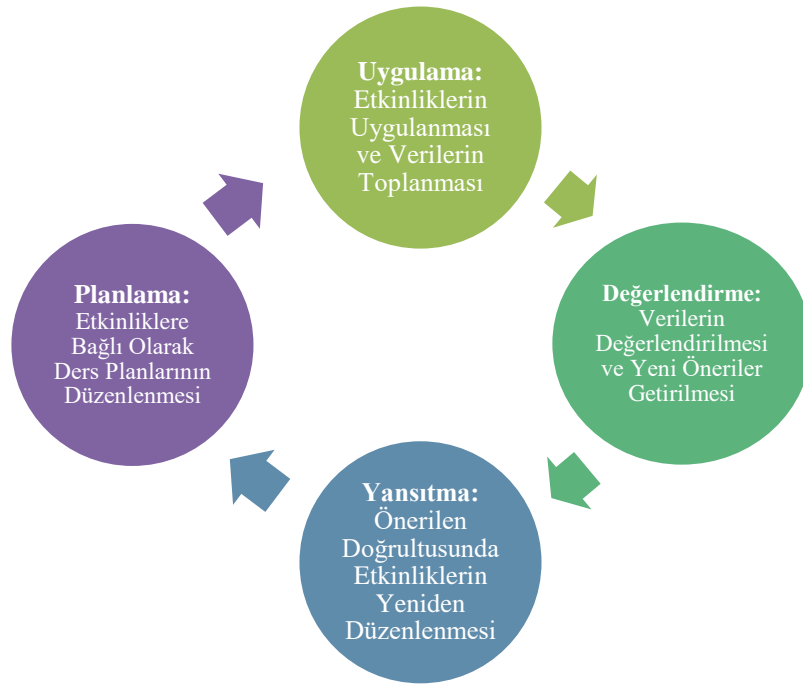 Uygulama:
Etkinliklerin
Uygulanması
ve Verilerin
Toplanması
Değerlendirme:
Verilerin
Değerlendirilmesi
ve Yeni Öneriler
Getirilmesi
Yansıtma:
Önerilen
Doğrultusunda
Etkinliklerin
Yeniden
Düzenlenmesi
Planlama:
Etkinliklere
Bağlı Olarak
Ders Planlarının
Düzenlenmesi